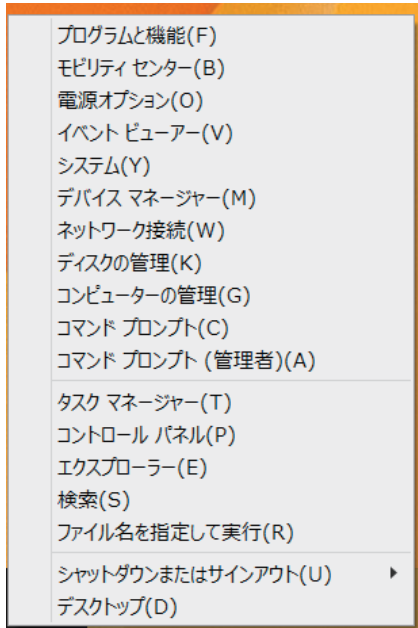 プログラムと機能(F)
モビリティ センター(B)
電源オプション(O)
イベント ビューアー(V)
システム(Y)
デバイス マネージャー(M)
ネットワーク接続(W)
ディスクの管理(K)
コンピューターの管理(G)
コマンド プロンプト(C)
コマンド プロンプト (管理者)(A)
タスク マネージャー(T)
コントロール パネル(P)
エクスプローラー(E)
検索(S)
ファイル名を指定して実行(R)
シャットダウンまたはサインアウト(U)
デスクトップ(D)